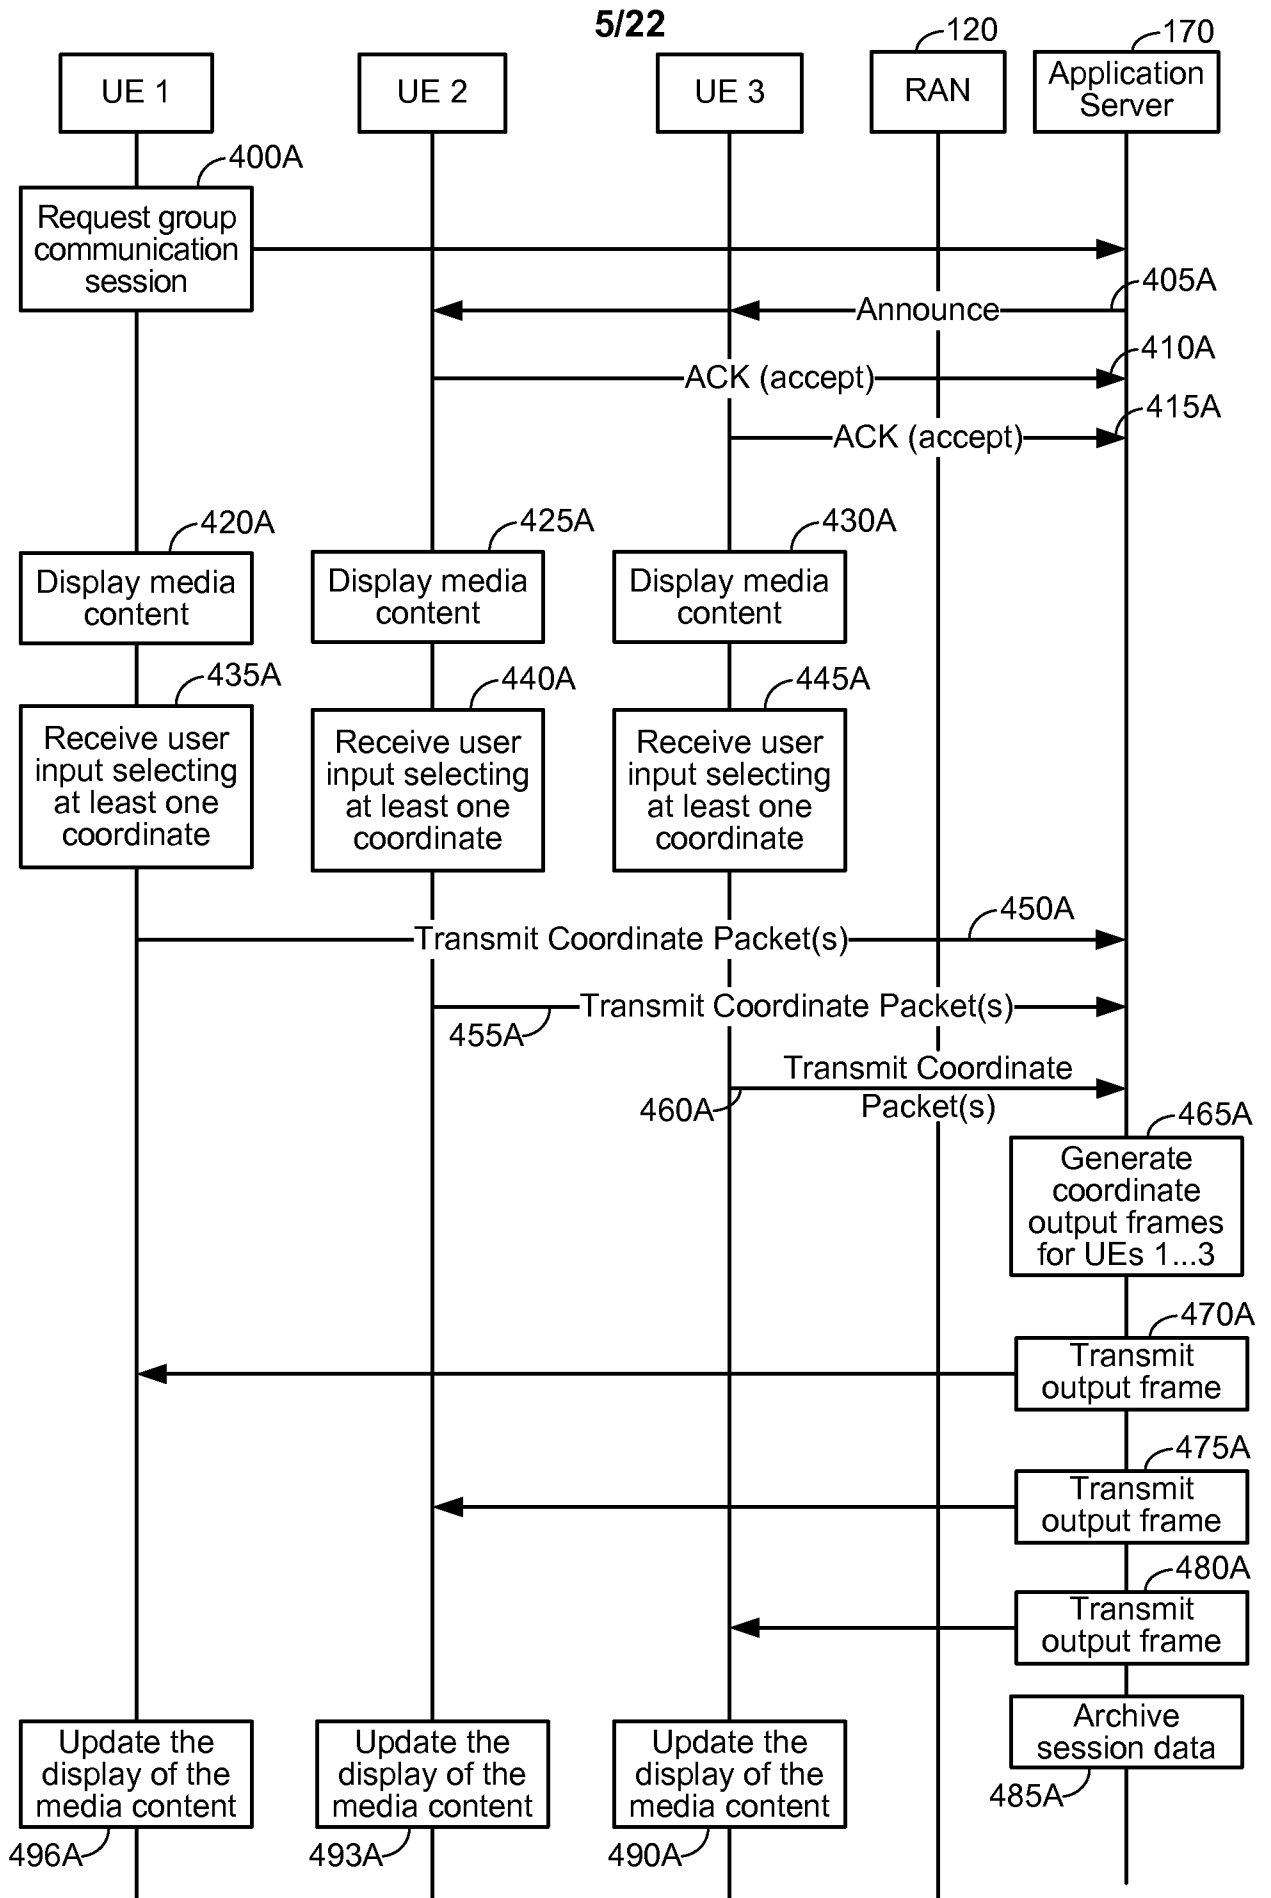 5/22
120
170
UE 1
UE 2
UE 3
RAN
Application
Server
400A
Request group
communication
session
405A
Announce
410A
ACK (accept)
415A
ACK (accept)
420A
425A
430A
Display media
content
Display media
content
Display media
content
435A
440A
445A
Receive user
input selecting
at least one
coordinate
Receive user
input selecting
at least one
coordinate
Receive user
input selecting
at least one
coordinate
450A
Transmit Coordinate Packet(s)
Transmit Coordinate Packet(s)
455A
Transmit Coordinate
Packet(s)
460A
465A
Generate
coordinate
output frames
for UEs 1...3
470A
Transmit
output frame
475A
Transmit
output frame
480A
Transmit
output frame
Archive
session data
485A
Update the
display of the
media content
Update the
display of the
media content
Update the
display of the
media content
496A
493A
490A